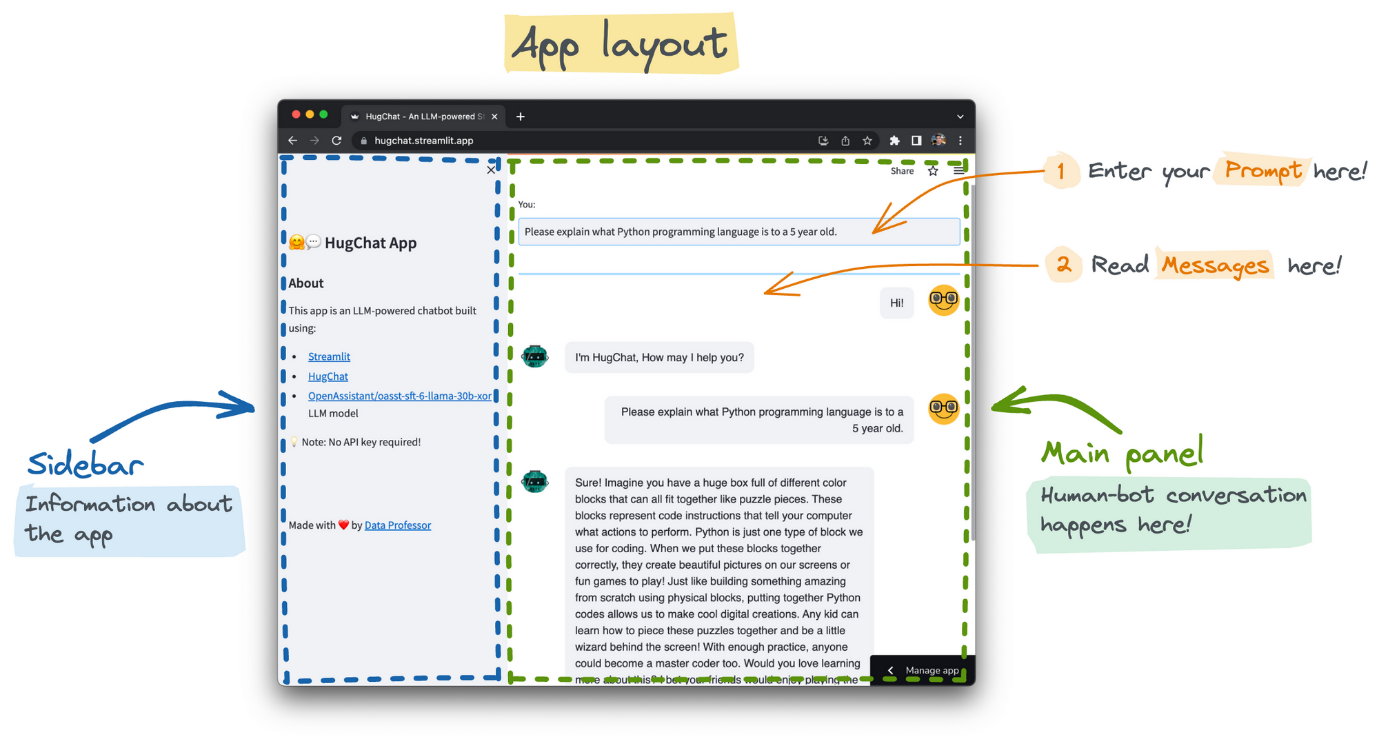 App layout
HugChat - An LLM-powered St
hugchat.streamlit.app
Share
HugChat App
About
This app is an LLM-powered chatbot built
using:
Streamlit
HugChat
OpenAssistant/oasst-sft-6-llama-30b-xor
LLM model
Note: No API key required!
Made with ❤️ by Data Professor
You:
Please explain what Python programming language is to a 5 year old.
Hi!
I'm HugChat, How may I help you?
Please explain what Python programming language is to a
5 year old.
Sure! Imagine you have a huge box full of different color
blocks that can all fit together like puzzle pieces. These
blocks represent code instructions that tell your computer
what actions to perform. Python is just one type of block we
use for coding. When we put these blocks together
correctly, they create beautiful pictures on our screens or
fun games to play! Just like building something amazing
from scratch using physical blocks, putting together Python
codes allows us to make cool digital creations. Any kid can
learn how to piece these puzzles together and be a little
wizard behind the screen! With enough practice, anyone
could become a master coder too. Would you love learning
more about this? I bet your friends would enjoy playing the
Manage app
1 Enter your Prompt here!
2 Read Messages here!
Sidebar
Information about
the app
Main panel
Human-bot conversation
happens here!